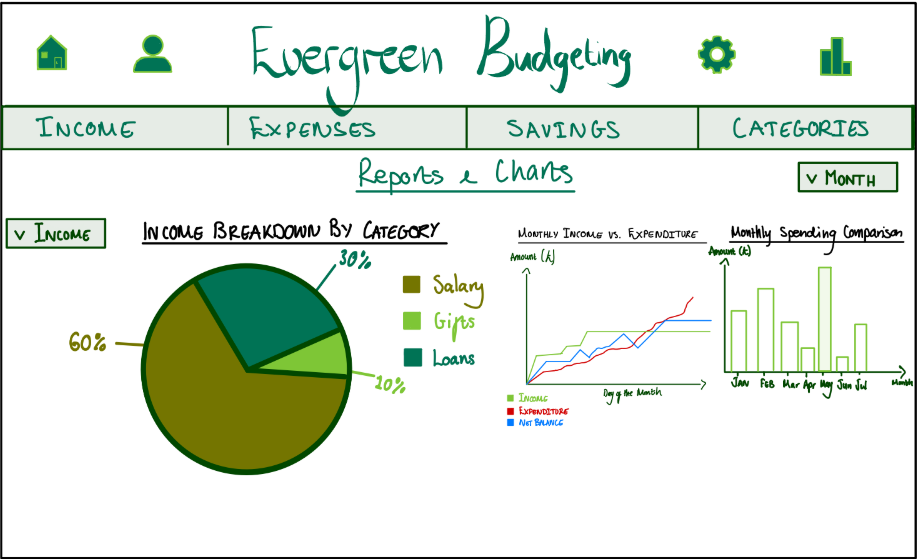 Evergreen Budgeting
INCOME
EXPENSES
SAVINGS
CATEGORIES
Reports & Charts
v MONTH
v INCOME
INCOME BREAKDOWN BY CATEGORY
30%
60%
10%
Salary
Gifts
Loans
MONTHLY INCOME VS. EXPENDITURE
Amount (£)
Day of the Month
INCOME
EXPENDITURE
NET BALANCE
Monthly Spending Comparison
Amount (£)
JAN FEB Mar Apr May Jun Jul
Month